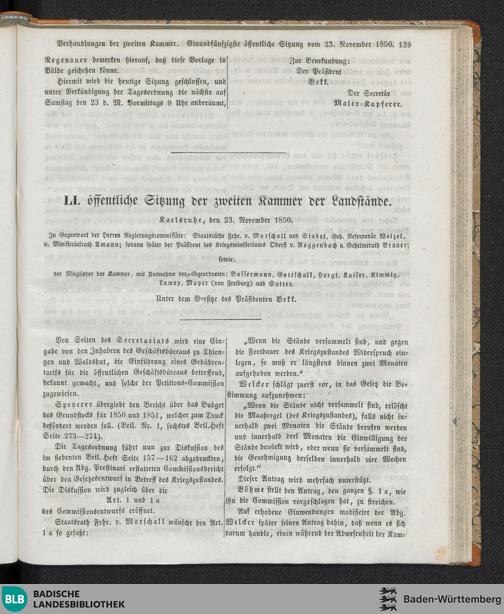 Verhandlungen der zweiten Kammer. Einundfünfzigste öffentliche Sitzung vom 23. November 1850. 139
Regenauer bemerken hierauf, daß diese Vorlage in
Bälde geschehen könne.
Hiermit wird die heutige Sitzung geschlossen, und
unter Verkündigung der Tagesordnung die nächste auf
Samstag den 23 d. M. Vormittags 9 Uhr anberaumt.
Zur Beurkundung:
Der Präsident
Bekk.
Der Secretär
Maier-Kapferer.
LI. öffentliche Sitzung der zweiten Kammer der Landstände.
Karlsruhe, den 23. November 1850.
In Gegenwart der Herren Regierungscommissäre: Staatsräthe Frhr. v. Marschall und Stabel, Geh. Referendär Weizel,
u. Ministerialrath Amann; sodann später der Präsident des Kriegsministeriums Oberst v. Roggenbach u. Geheimerath Brauer;
sowie:
der Mitglieder der Kammer, mit Ausnahme der Abgeordneten: Bassermann, Gottschalk, Hergt, Kaiser, Kimmig,
Lamey, Mayer (von Freiburg) und Sutter.
Unter dem Vorsitze des Präsidenten Bekk.
Von Seiten des Secretariats wird eine Ein-
gabe von den Inhabern des Geschäftsbüreaus zu Thien-
gen und Waldshut, die Einführung eines Gebühren-
tarifs für die öffentlichen Geschäftsbüreaus betreffend,
bekannt gemacht, und solche der Petitions-Commission
zugewiesen.
Speyerer übergiebt den Bericht über das Budget
des Grundstocks für 1850 und 1851, welcher zum Druck
befördert werden soll. (Beil. Nr. 1, sechstes Beil.Heft
Seite 273—274).
Die Tagesordnung führt nun zur Diskussion des
im siebenten Beil.Heft Seite 157—162 abgedruckten,
durch den Abg. Prestinari erstatteten Commissionsbericht
über den Gesetzesentwurf in Betreff des Kriegszustandes.
Die Diskussion wird zugleich über die
Art. 1 und 1 a
des Commissionsentwurfs eröffnet.
Staatsrath Frhr. v. Marschall wünscht den Art.
1 a so gefaßt:
„Wenn die Stände versammelt sind, und gegen
die Fortdauer des Kriegszustandes Widerspruch ein-
legen, so muß er längstens binnen zwei Monaten
aufgehoben werden.“
Welcker schlägt zuerst vor, in das Gesetz die Be-
stimmung aufzunehmen:
„Wenn die Stände nicht versammelt sind, erlöscht
die Maasregel (des Kriegszustandes), falls nicht in-
nerhalb zwei Monaten die Stände berufen werden
und innerhalb drei Monaten die Einwilligung der
Stände bewirkt wird, oder wenn sie versammelt sind,
die Genehmigung derselben innerhalb vier Wochen
erfolgt.“
Dieser Antrag wird mehrfach unterstützt.
Böhme stellt den Antrag, den ganzen §. 1 a, wie
ihn die Commission vorgeschlagen hat, zu streichen.
Auf erhobene Einwendungen modifizirt der Abg.
Welcker später seinen Antrag dahin, daß wenn es sich
darum handle, einen während der Abwesenheit der Kam-
BLB BADISCHE
LANDESBIBLIOTHEK
Baden-Württemberg